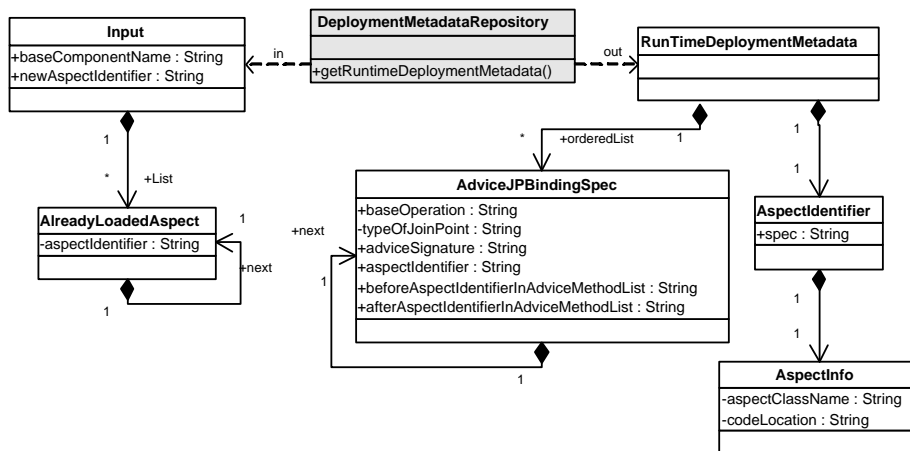 DeploymentMetadataRepository
+getRuntimeDeploymentMetadata()
Input
+baseComponentName : String
+newAspectIdentifier : String
in
out
RunTimeDeploymentMetadata
1
*
+List
AlreadyLoadedAspect
-aspectIdentifier : String
1
+next
1
*
+orderedList
1
AdviceJPBindingSpec
+baseOperation : String
-typeOfJoinPoint : String
+adviceSignature : String
+aspectIdentifier : String
+beforeAspectIdentifierInAdviceMethodList : String
+afterAspectIdentifierInAdviceMethodList : String
+next
1
1
1
1
AspectIdentifier
+spec : String
1
1
AspectInfo
-aspectClassName : String
-codeLocation : String